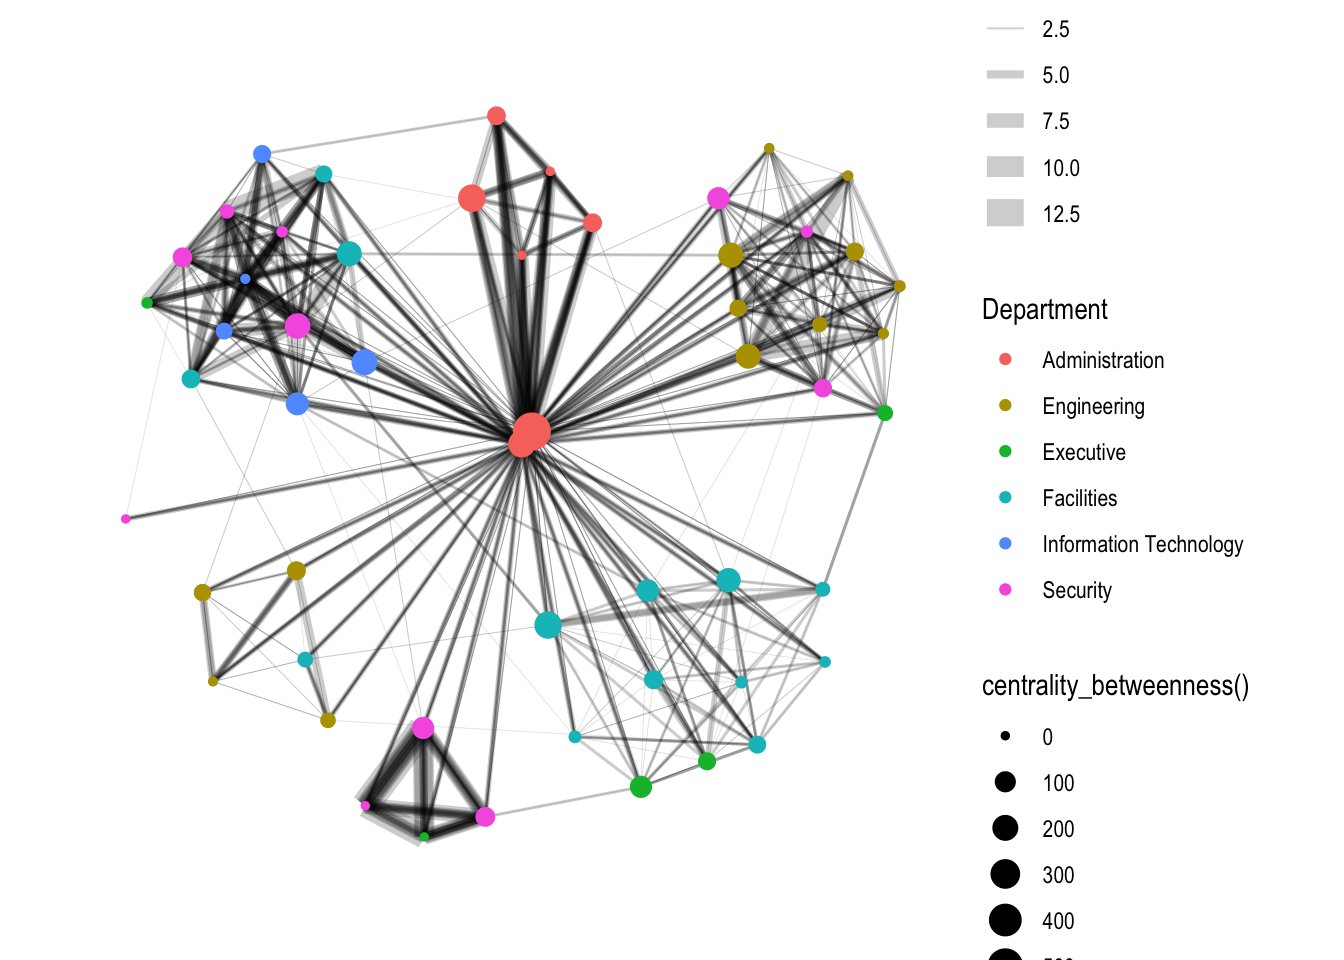 2.5
5.0
7.5
10.0
12.5
Department
Administration
Engineering
Executive
Facilities
Information Technology
Security
centrality_betweenness()
0
100
200
300
400